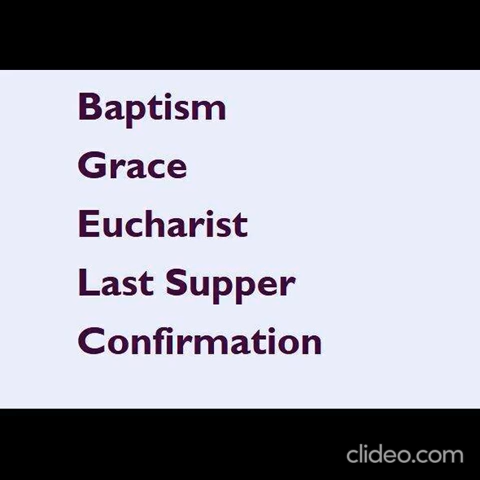 Baptism
Grace
Eucharist
Last Supper
Confirmation
clideo.com